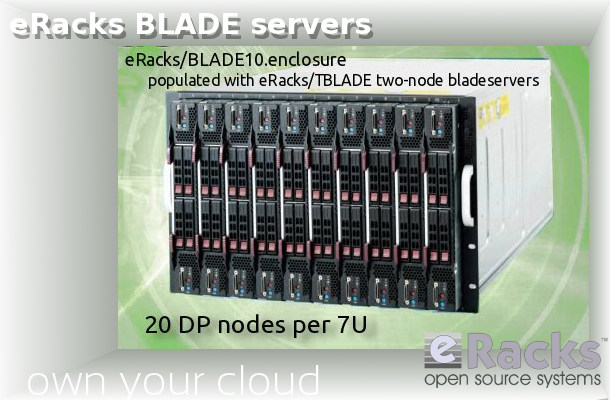 eRacks BLADE servers
eRacks/BLADE10.enclosure
populated with eRacks/TBLADE two-node bladeservers
20 DP nodes per 7U
eRacks™
open source systems
own your cloud